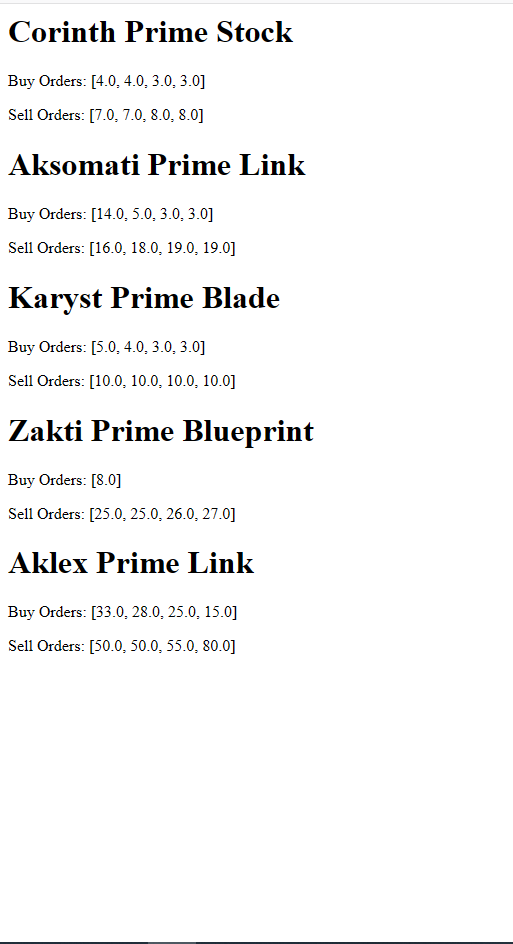 Corinth Prime Stock
Buy Orders: [4.0, 4.0, 3.0, 3.0]
Sell Orders: [7.0, 7.0, 8.0, 8.0]
Aksomati Prime Link
Buy Orders: [14.0, 5.0, 3.0, 3.0]
Sell Orders: [16.0, 18.0, 19.0, 19.0]
Karyst Prime Blade
Buy Orders: [5.0, 4.0, 3.0, 3.0]
Sell Orders: [10.0, 10.0, 10.0, 10.0]
Zakti Prime Blueprint
Buy Orders: [8.0]
Sell Orders: [25.0, 25.0, 26.0, 27.0]
Aklex Prime Link
Buy Orders: [33.0, 28.0, 25.0, 15.0]
Sell Orders: [50.0, 50.0, 55.0, 80.0]